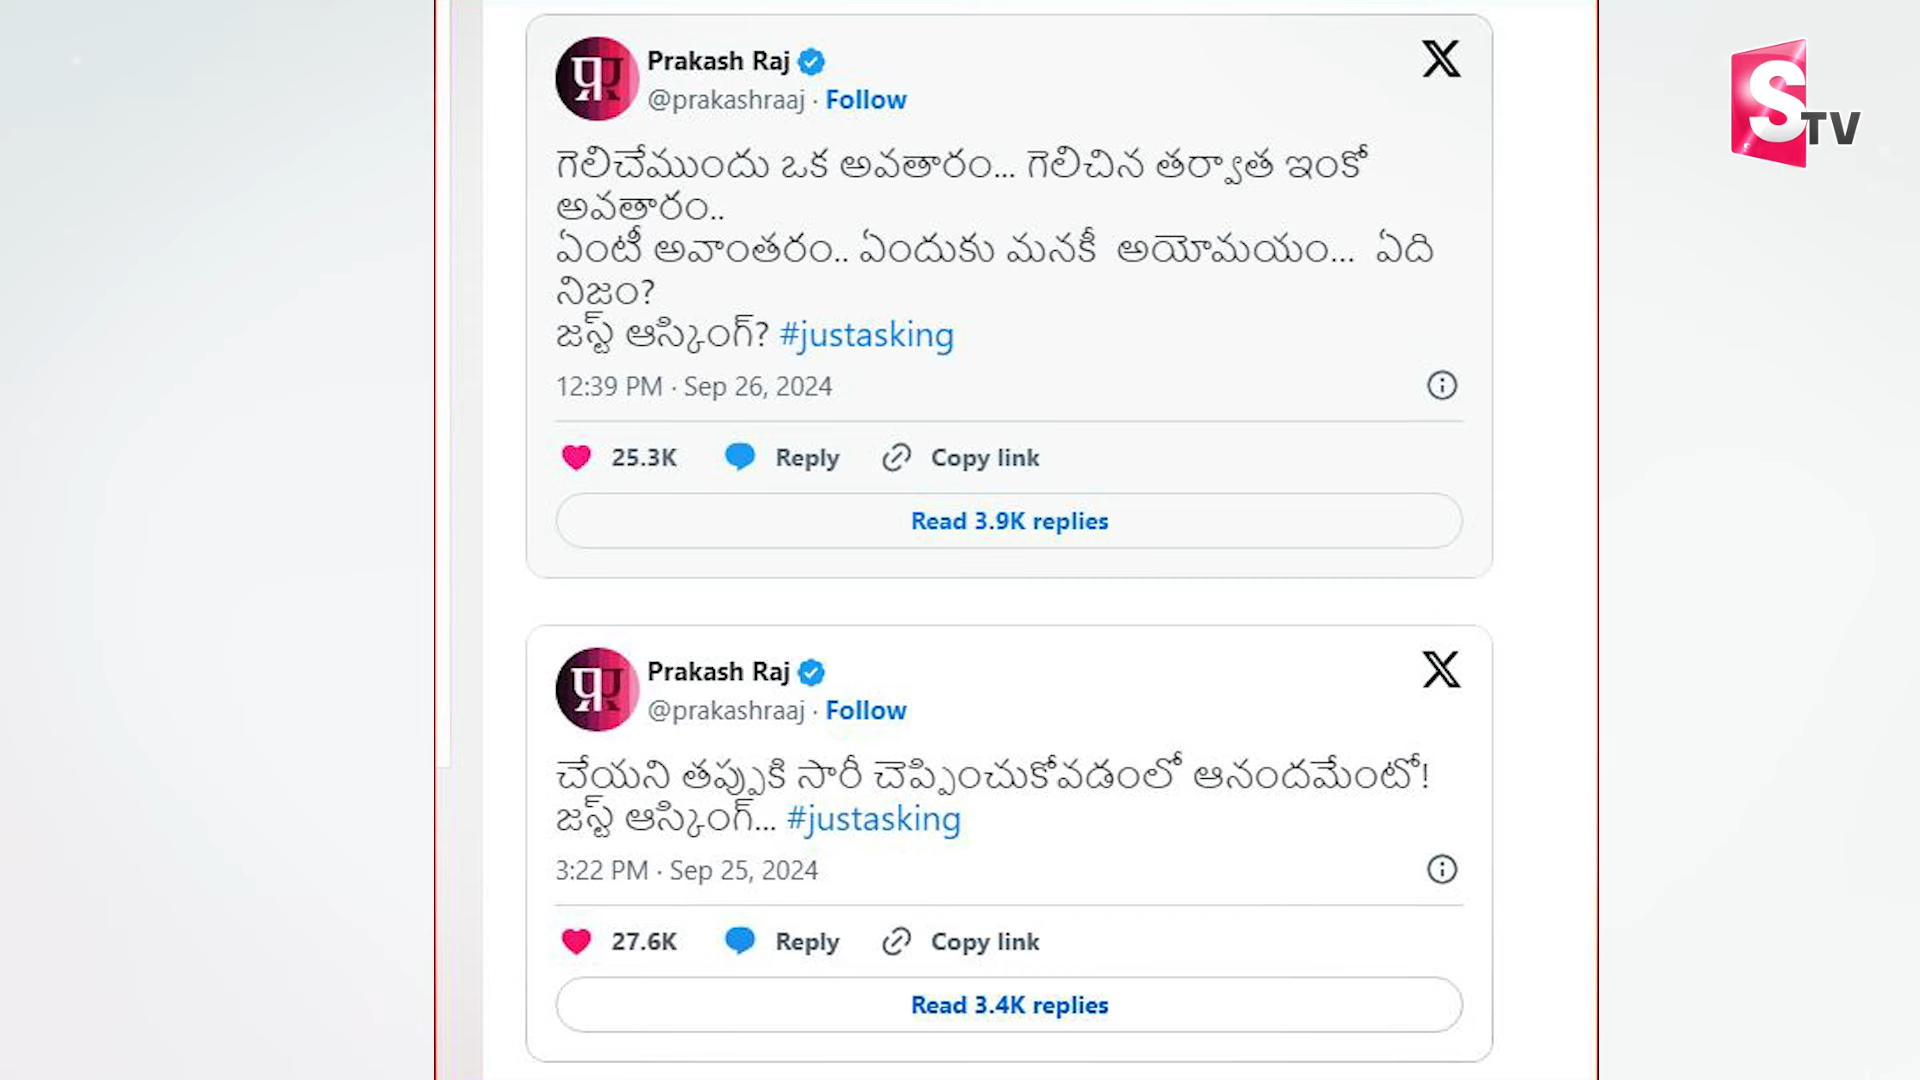 Prakash Raj
@prakashraaj · Follow
గెలిచేముందు ఒక అవతారం... గెలిచిన తర్వాత ఇంకో
అవతారం..
ఏంటీ అవాంతరం.. ఏందుకు మనకీ అయోమయం... ఏది
నిజం?
జస్ట్ ఆస్కింగ్? #justasking
12:39 PM · Sep 26, 2024
25.3K Reply Copy link
Read 3.9K replies
Prakash Raj
@prakashraaj · Follow
చేయని తప్పుకి సారీ చెప్పించుకోవడంలో ఆనందమేంటో!
జస్ట్ ఆస్కింగ్... #justasking
3:22 PM · Sep 25, 2024
27.6K Reply Copy link
Read 3.4K replies
S TV